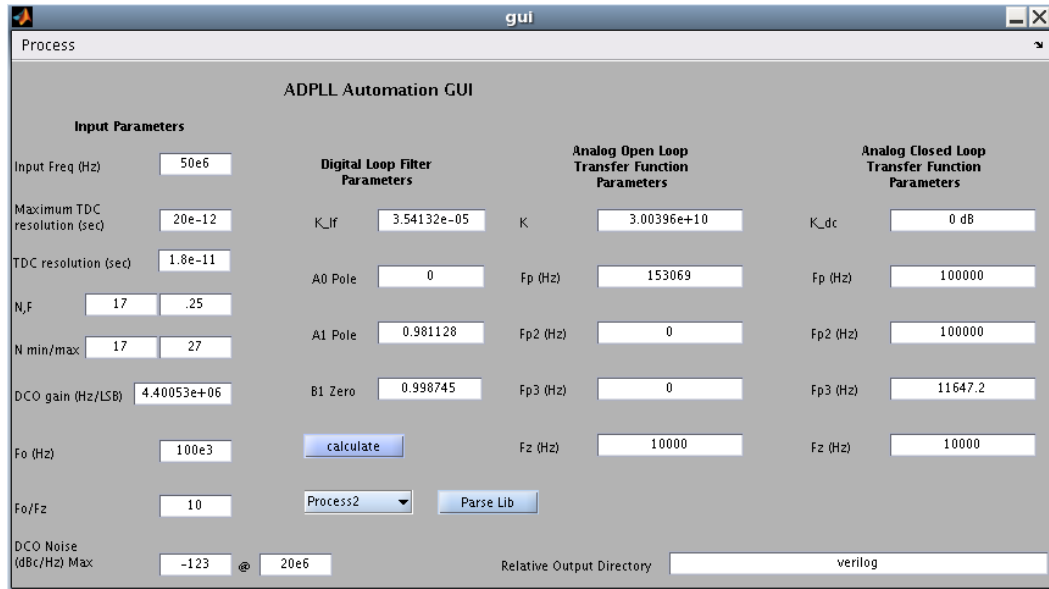 gui
Process
ADPLL Automation GUI
Input Parameters
Input Freq (Hz) 50e6
Maximum TDC
resolution (sec) 20e-12
TDC resolution (sec) 1.8e-11
N,F 17 .25
N min/max 17 27
DCO gain (Hz/LSB) 4.40053e+06
Fo (Hz) 100e3
Fo/Fz 10
DCO Noise
(dBc/Hz) Max -123 @ 20e6
Digital Loop Filter
Parameters
K_lf 3.54132e-05
A0 Pole 0
A1 Pole 0.981128
B1 Zero 0.998745
calculate
Process2 Parse Lib
Analog Open Loop
Transfer Function
Parameters
K 3.00396e+10
Fp (Hz) 153069
Fp2 (Hz) 0
Fp3 (Hz) 0
Fz (Hz) 10000
Analog Closed Loop
Transfer Function
Parameters
K_dc 0 dB
Fp (Hz) 100000
Fp2 (Hz) 100000
Fp3 (Hz) 11647.2
Fz (Hz) 10000
Relative Output Directory verilog